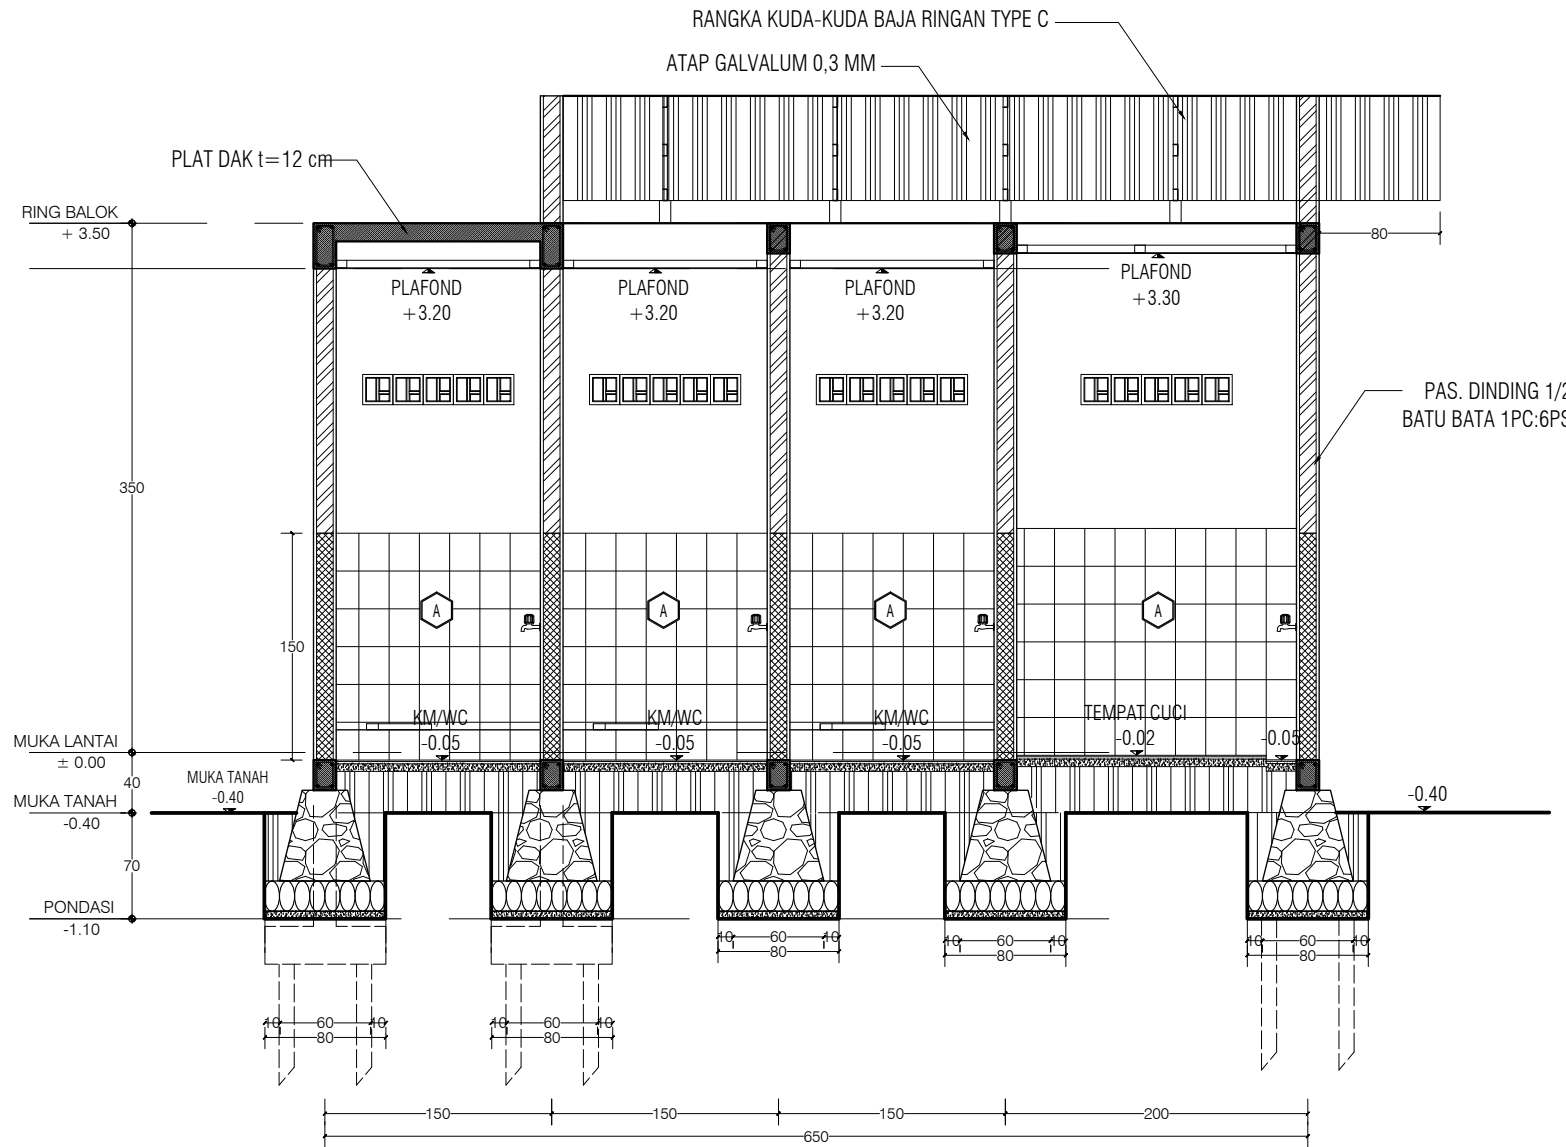 RANGKA KUDA-KUDA BAJA RINGAN TYPE C
ATAP GALVALUM 0,3 MM
PLAT DAK t=12 cm
RING BALOK
+ 3.50
80
PLAFOND
+3.20
PLAFOND
+3.20
PLAFOND
+3.20
PLAFOND
+3.30
PAS. DINDING 1/2
BATU BATA 1PC:6PS
350
150
A
A
A
A
KM/WC
-0.05
KM/WC
-0.05
KM/WC
-0.05
TEMPAT CUCI
-0.02
-0.05
MUKA LANTAI
± 0.00
40
MUKA TANAH
-0.40
MUKA TANAH
-0.40
-0.40
70
PONDASI
-1.10
10 60 10
80
10 60 10
80
10 60 10
80
10 60 10
80
10 60 10
80
150 150 150 200
650